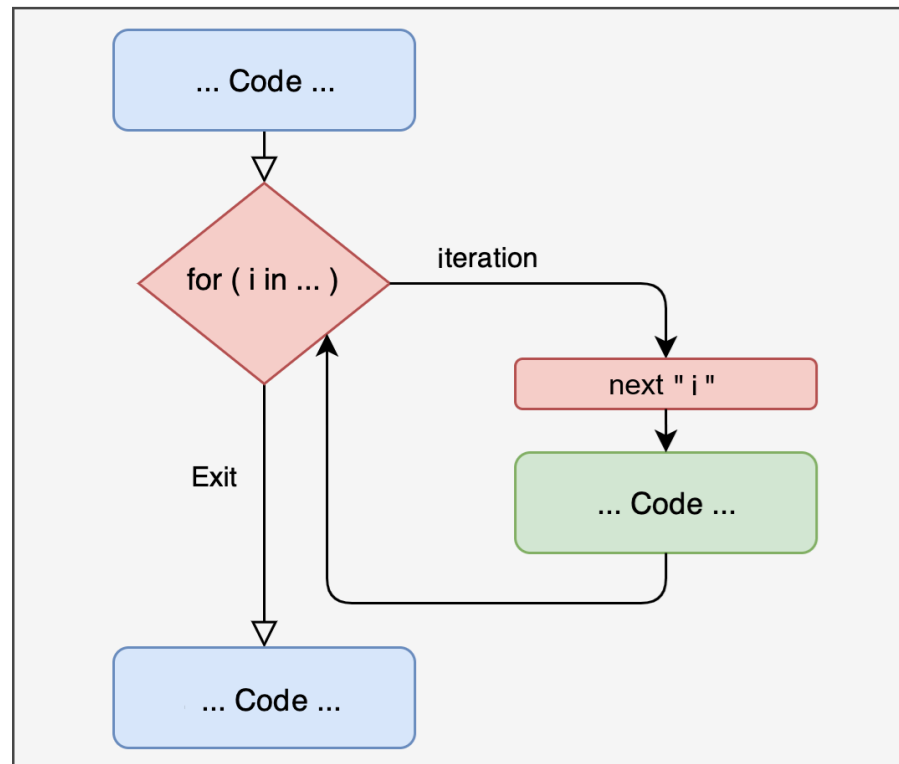 ... Code ...
for ( i in ... )
iteration
next " i "
... Code ...
Exit
... Code ...